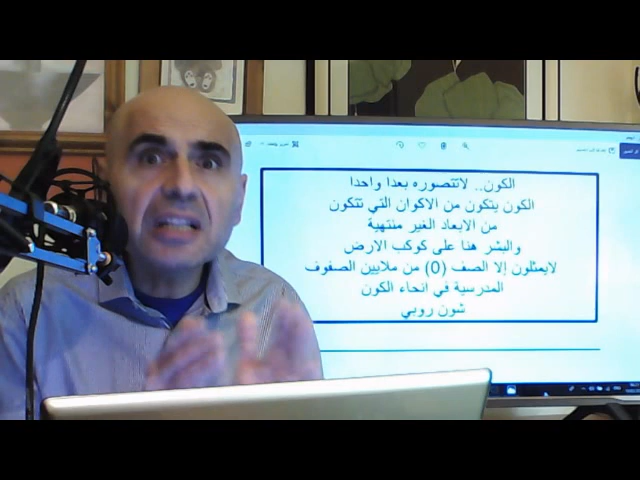 الكون.. لاتتصوره بعدا واحدا
الكون يتكون من الاكوان التي تتكون
من الابعاد الغير منتهية
والبشر هنا على كوكب الارض
لايمثلون إلا الصف (0) من ملايين الصفوف
المدرسية في انحاء الكون
شون روبي